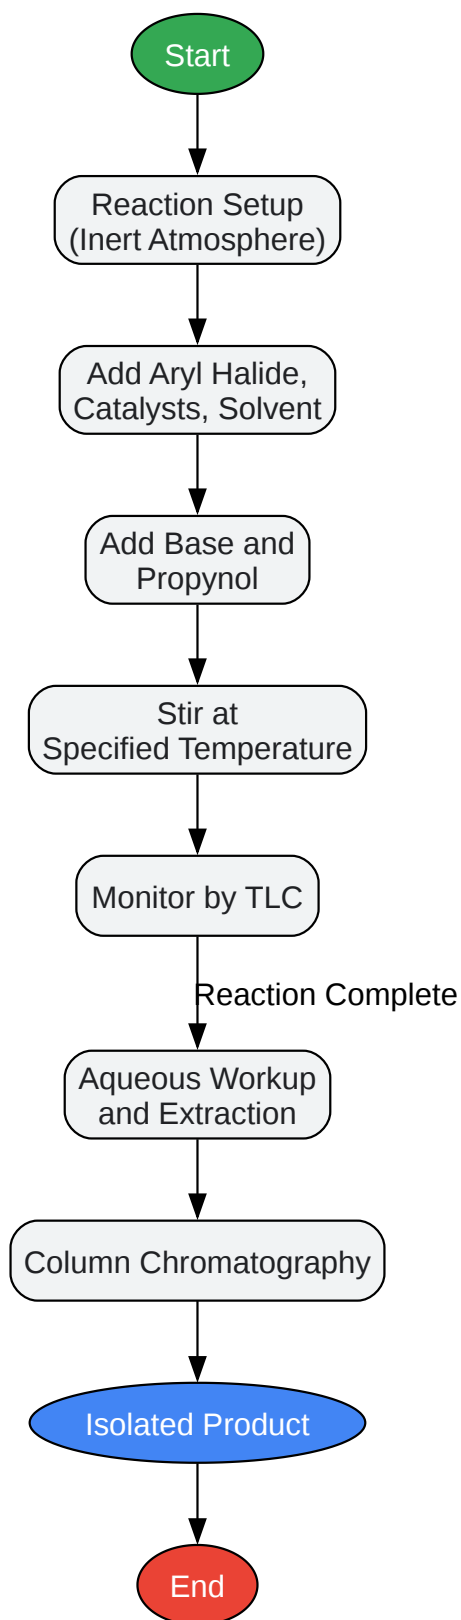 Start
Reaction Setup
(Inert Atmosphere)
Add Aryl Halide,
Catalysts, Solvent
Add Base and
Propynol
Stir at
Specified Temperature
Monitor by TLC
Reaction Complete
Aqueous Workup
and Extraction
Column Chromatography
Isolated Product
End